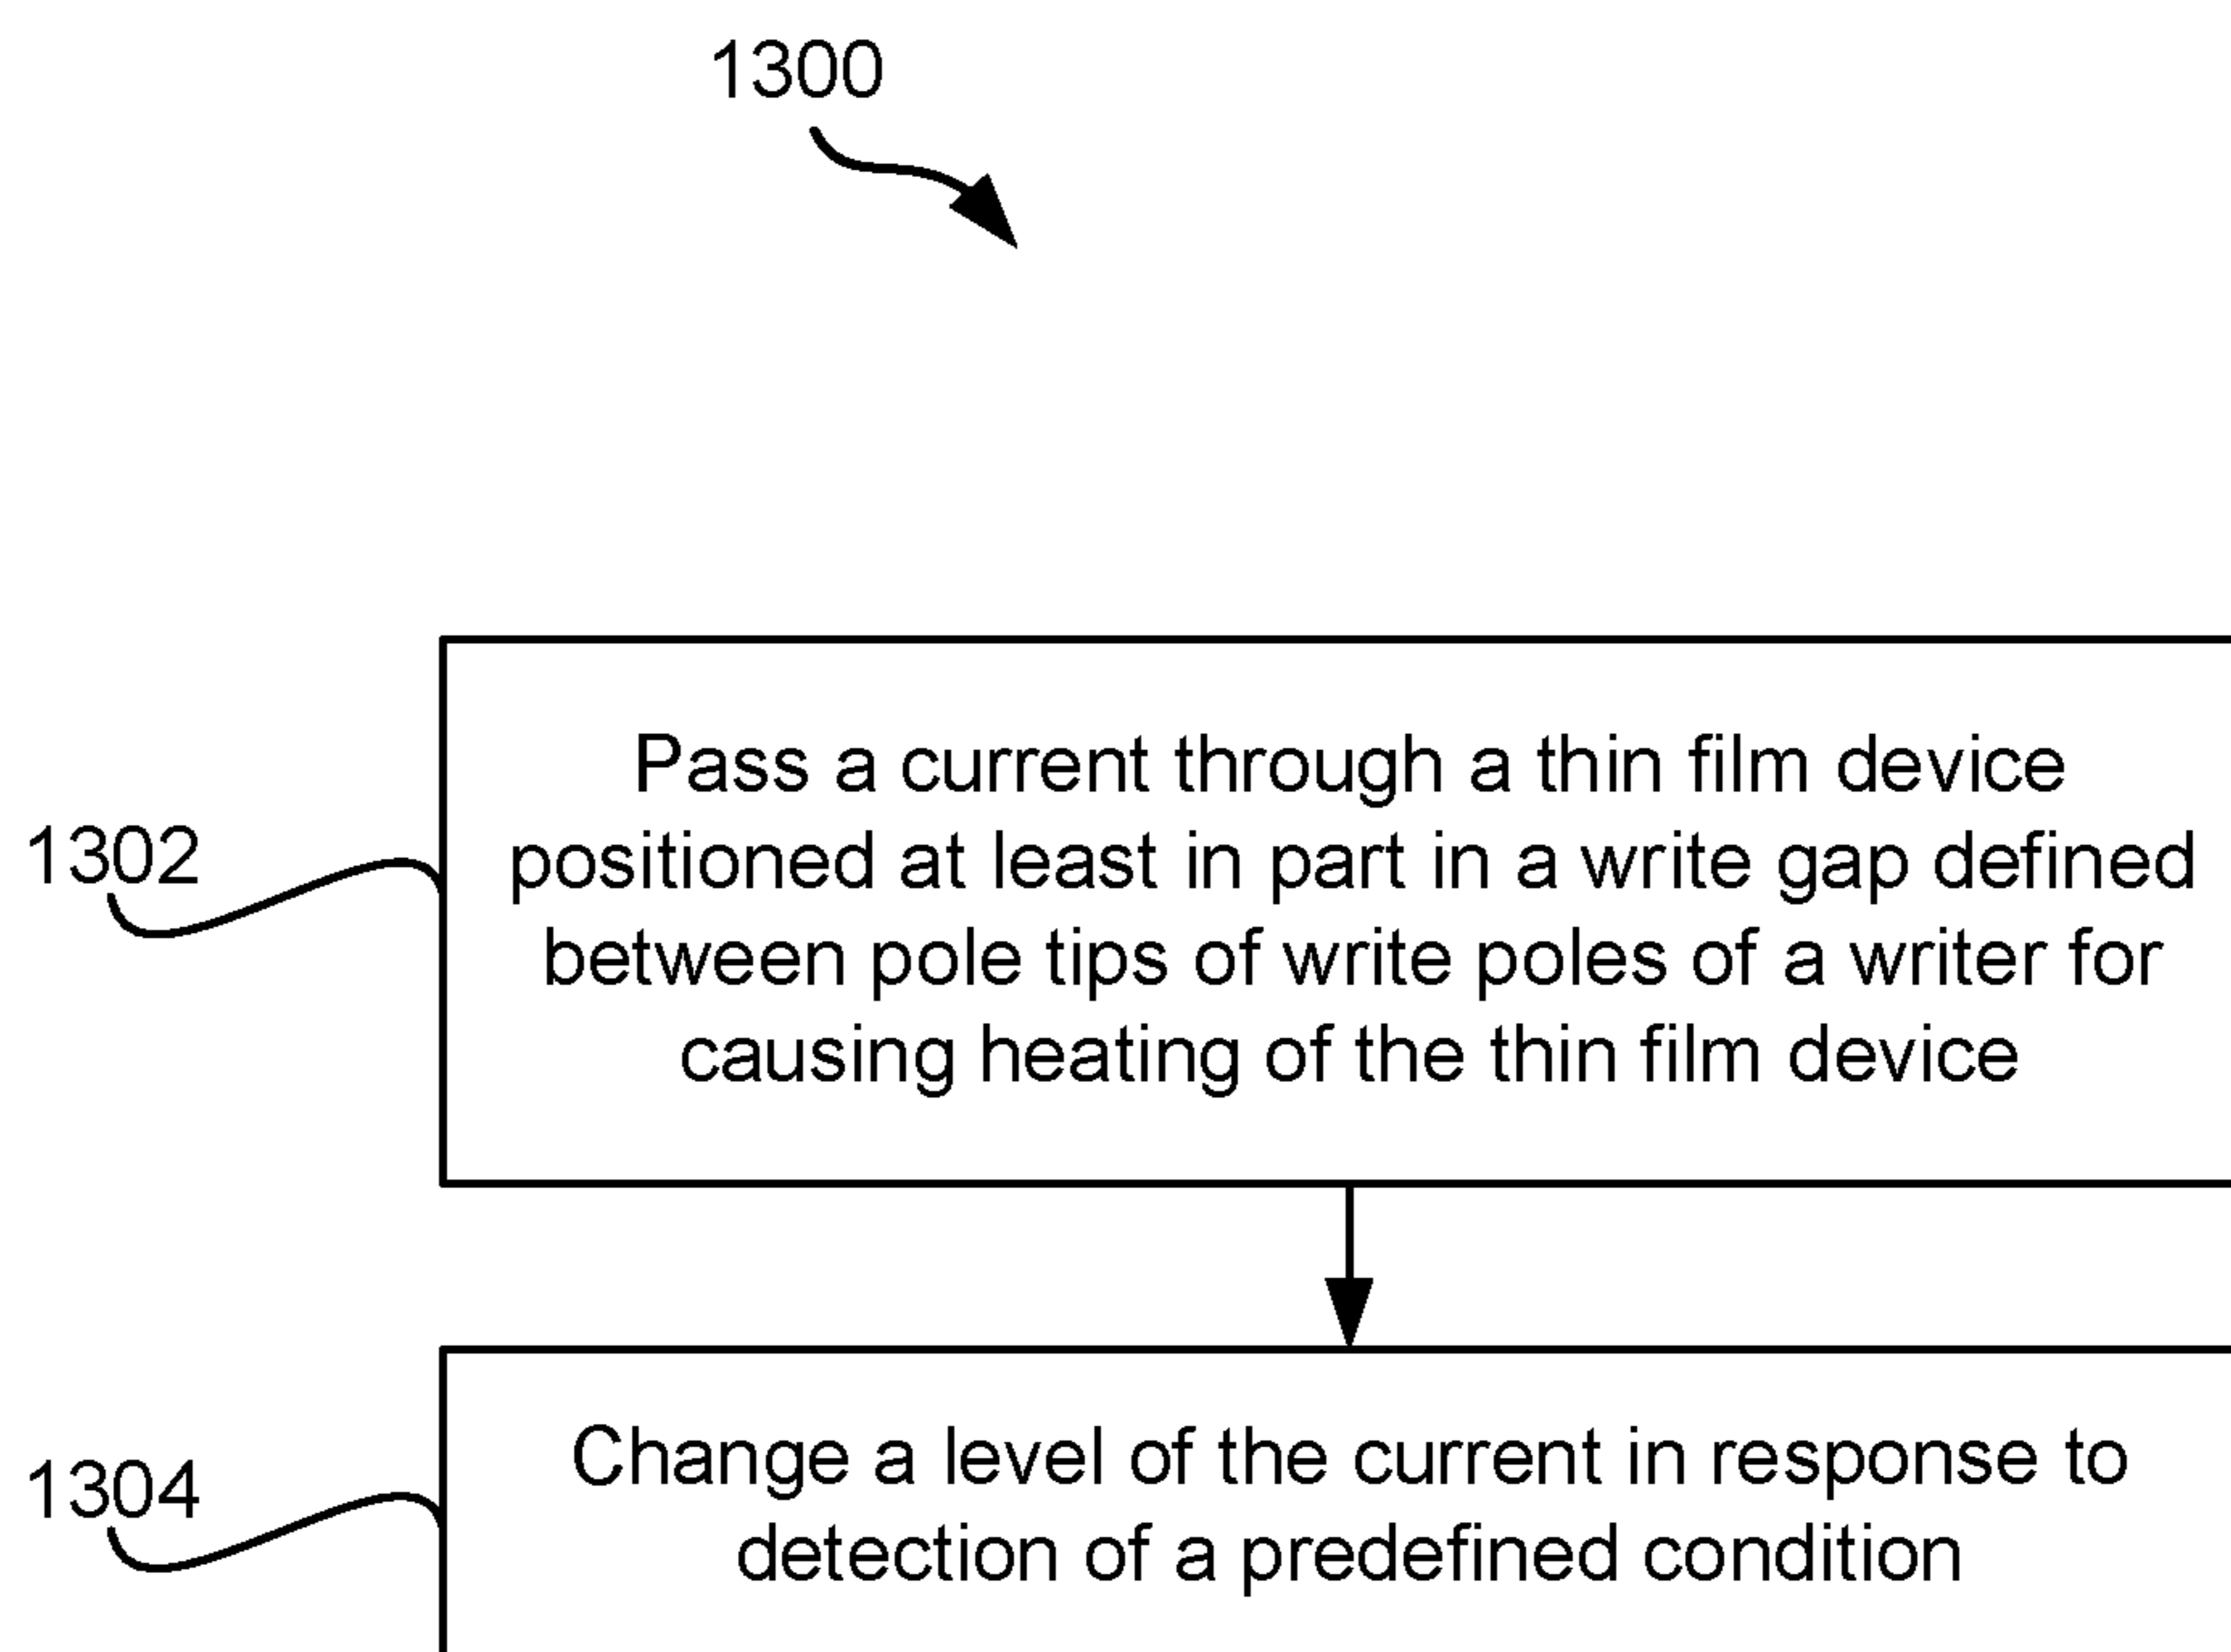 1300
1302
Pass a current through a thin film device
positioned at least in part in a write gap defined
between pole tips of write poles of a writer for
causing heating of the thin film device
1304
Change a level of the current in response to
detection of a predefined condition